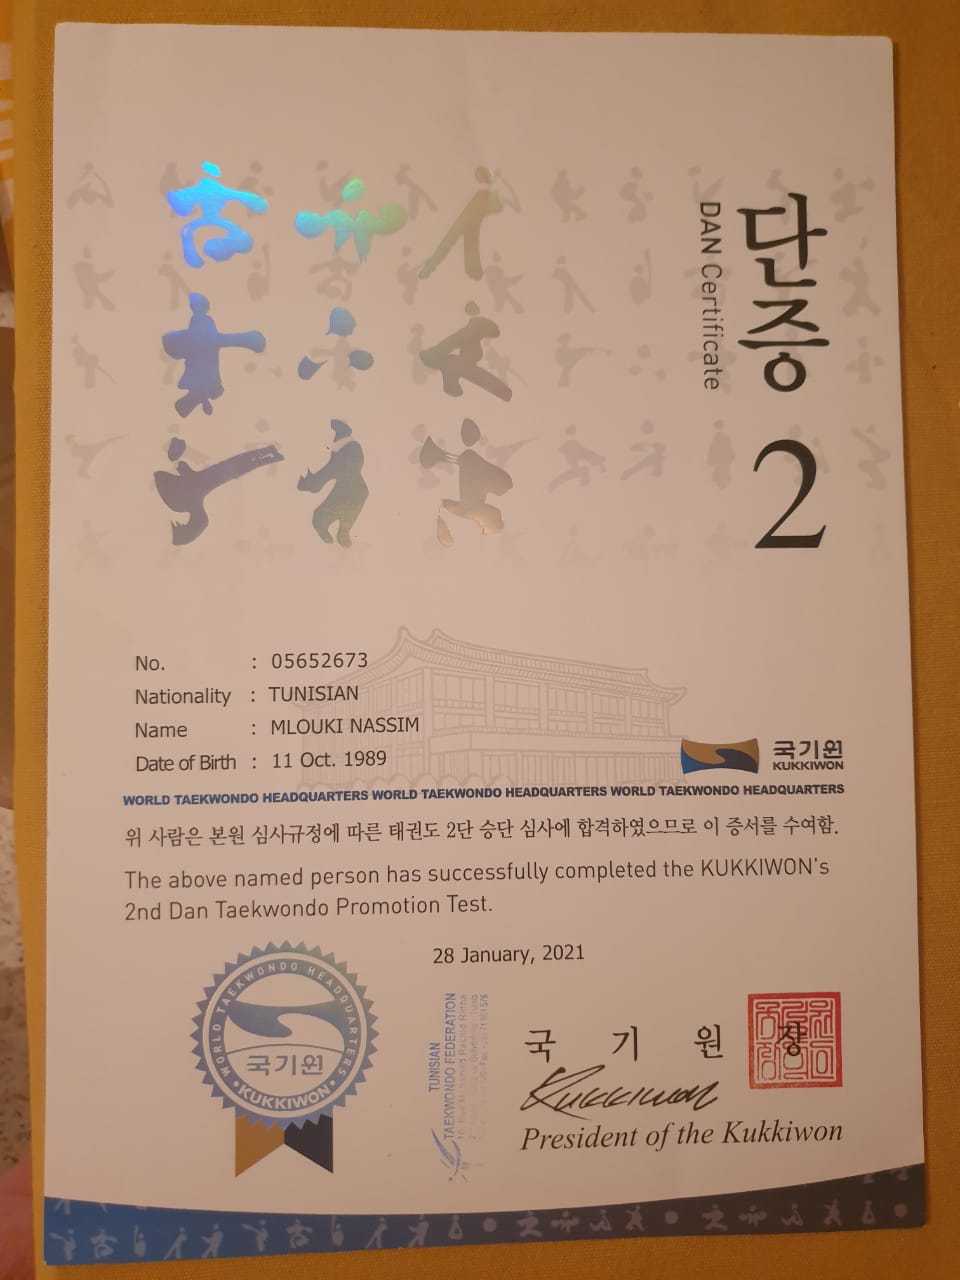 단증
DAN Certificate
2
No. : 05652673
Nationality : TUNISIAN
Name : MLOUKI NASSIM
Date of Birth : 11 Oct. 1989
국기원
KUKKIWON
WORLD TAEKWONDO HEADQUARTERS WORLD TAEKWONDO HEADQUARTERS WORLD TAEKWONDO HEADQUARTERS
위 사람은 본원 심사규정에 따른 태권도 2단 승단 심사에 합격하였으므로 이 증서를 수여함.
The above named person has successfully completed the KUKKIWON's
2nd Dan Taekwondo Promotion Test.
28 January, 2021
WORLD TAEKWONDO HEADQUARTERS
국기원
KUKKIWON
TUNISIAN
TAEKWONDO FEDERATION
국 기 원 장
Kukkiwon
President of the Kukkiwon